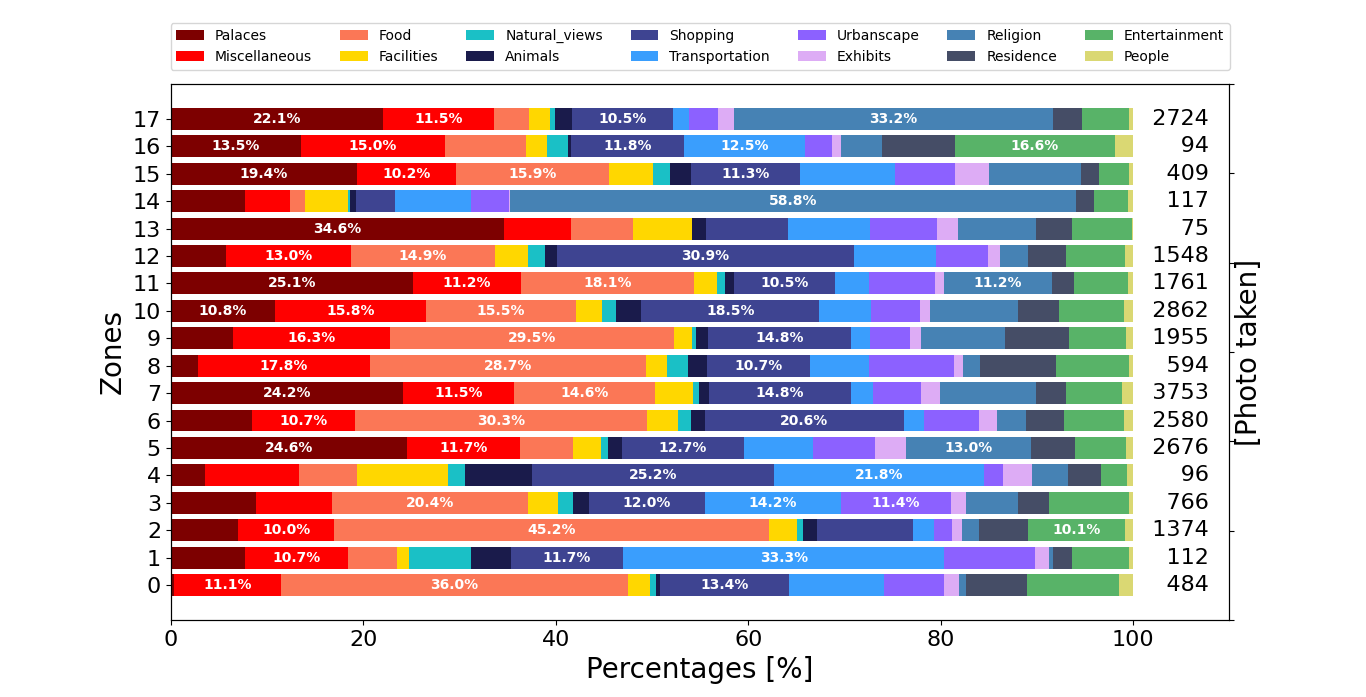 Palaces Food Natural_views Shopping Urbanscape Religion Entertainment
Miscellaneous Facilities Animals Transportation Exhibits Residence People
17 22.1% 11.5% 10.5% 33.2% 2724
16 13.5% 15.0% 11.8% 12.5% 16.6% 94
15 19.4% 10.2% 15.9% 11.3% 409
14 58.8% 117
13 34.6% 75
12 13.0% 14.9% 30.9% 1548
11 25.1% 11.2% 18.1% 10.5% 11.2% 1761
10 10.8% 15.8% 15.5% 18.5% 2862
9 16.3% 29.5% 14.8% 1955
8 17.8% 28.7% 10.7% 594
7 24.2% 11.5% 14.6% 14.8% 3753
6 10.7% 30.3% 20.6% 2580
5 24.6% 11.7% 12.7% 13.0% 2676
4 25.2% 21.8% 96
3 20.4% 12.0% 14.2% 11.4% 766
2 10.0% 45.2% 10.1% 1374
1 10.7% 11.7% 33.3% 112
0 11.1% 36.0% 13.4% 484
Zones
[Photo taken]
0 20 40 60 80 100
Percentages [%]